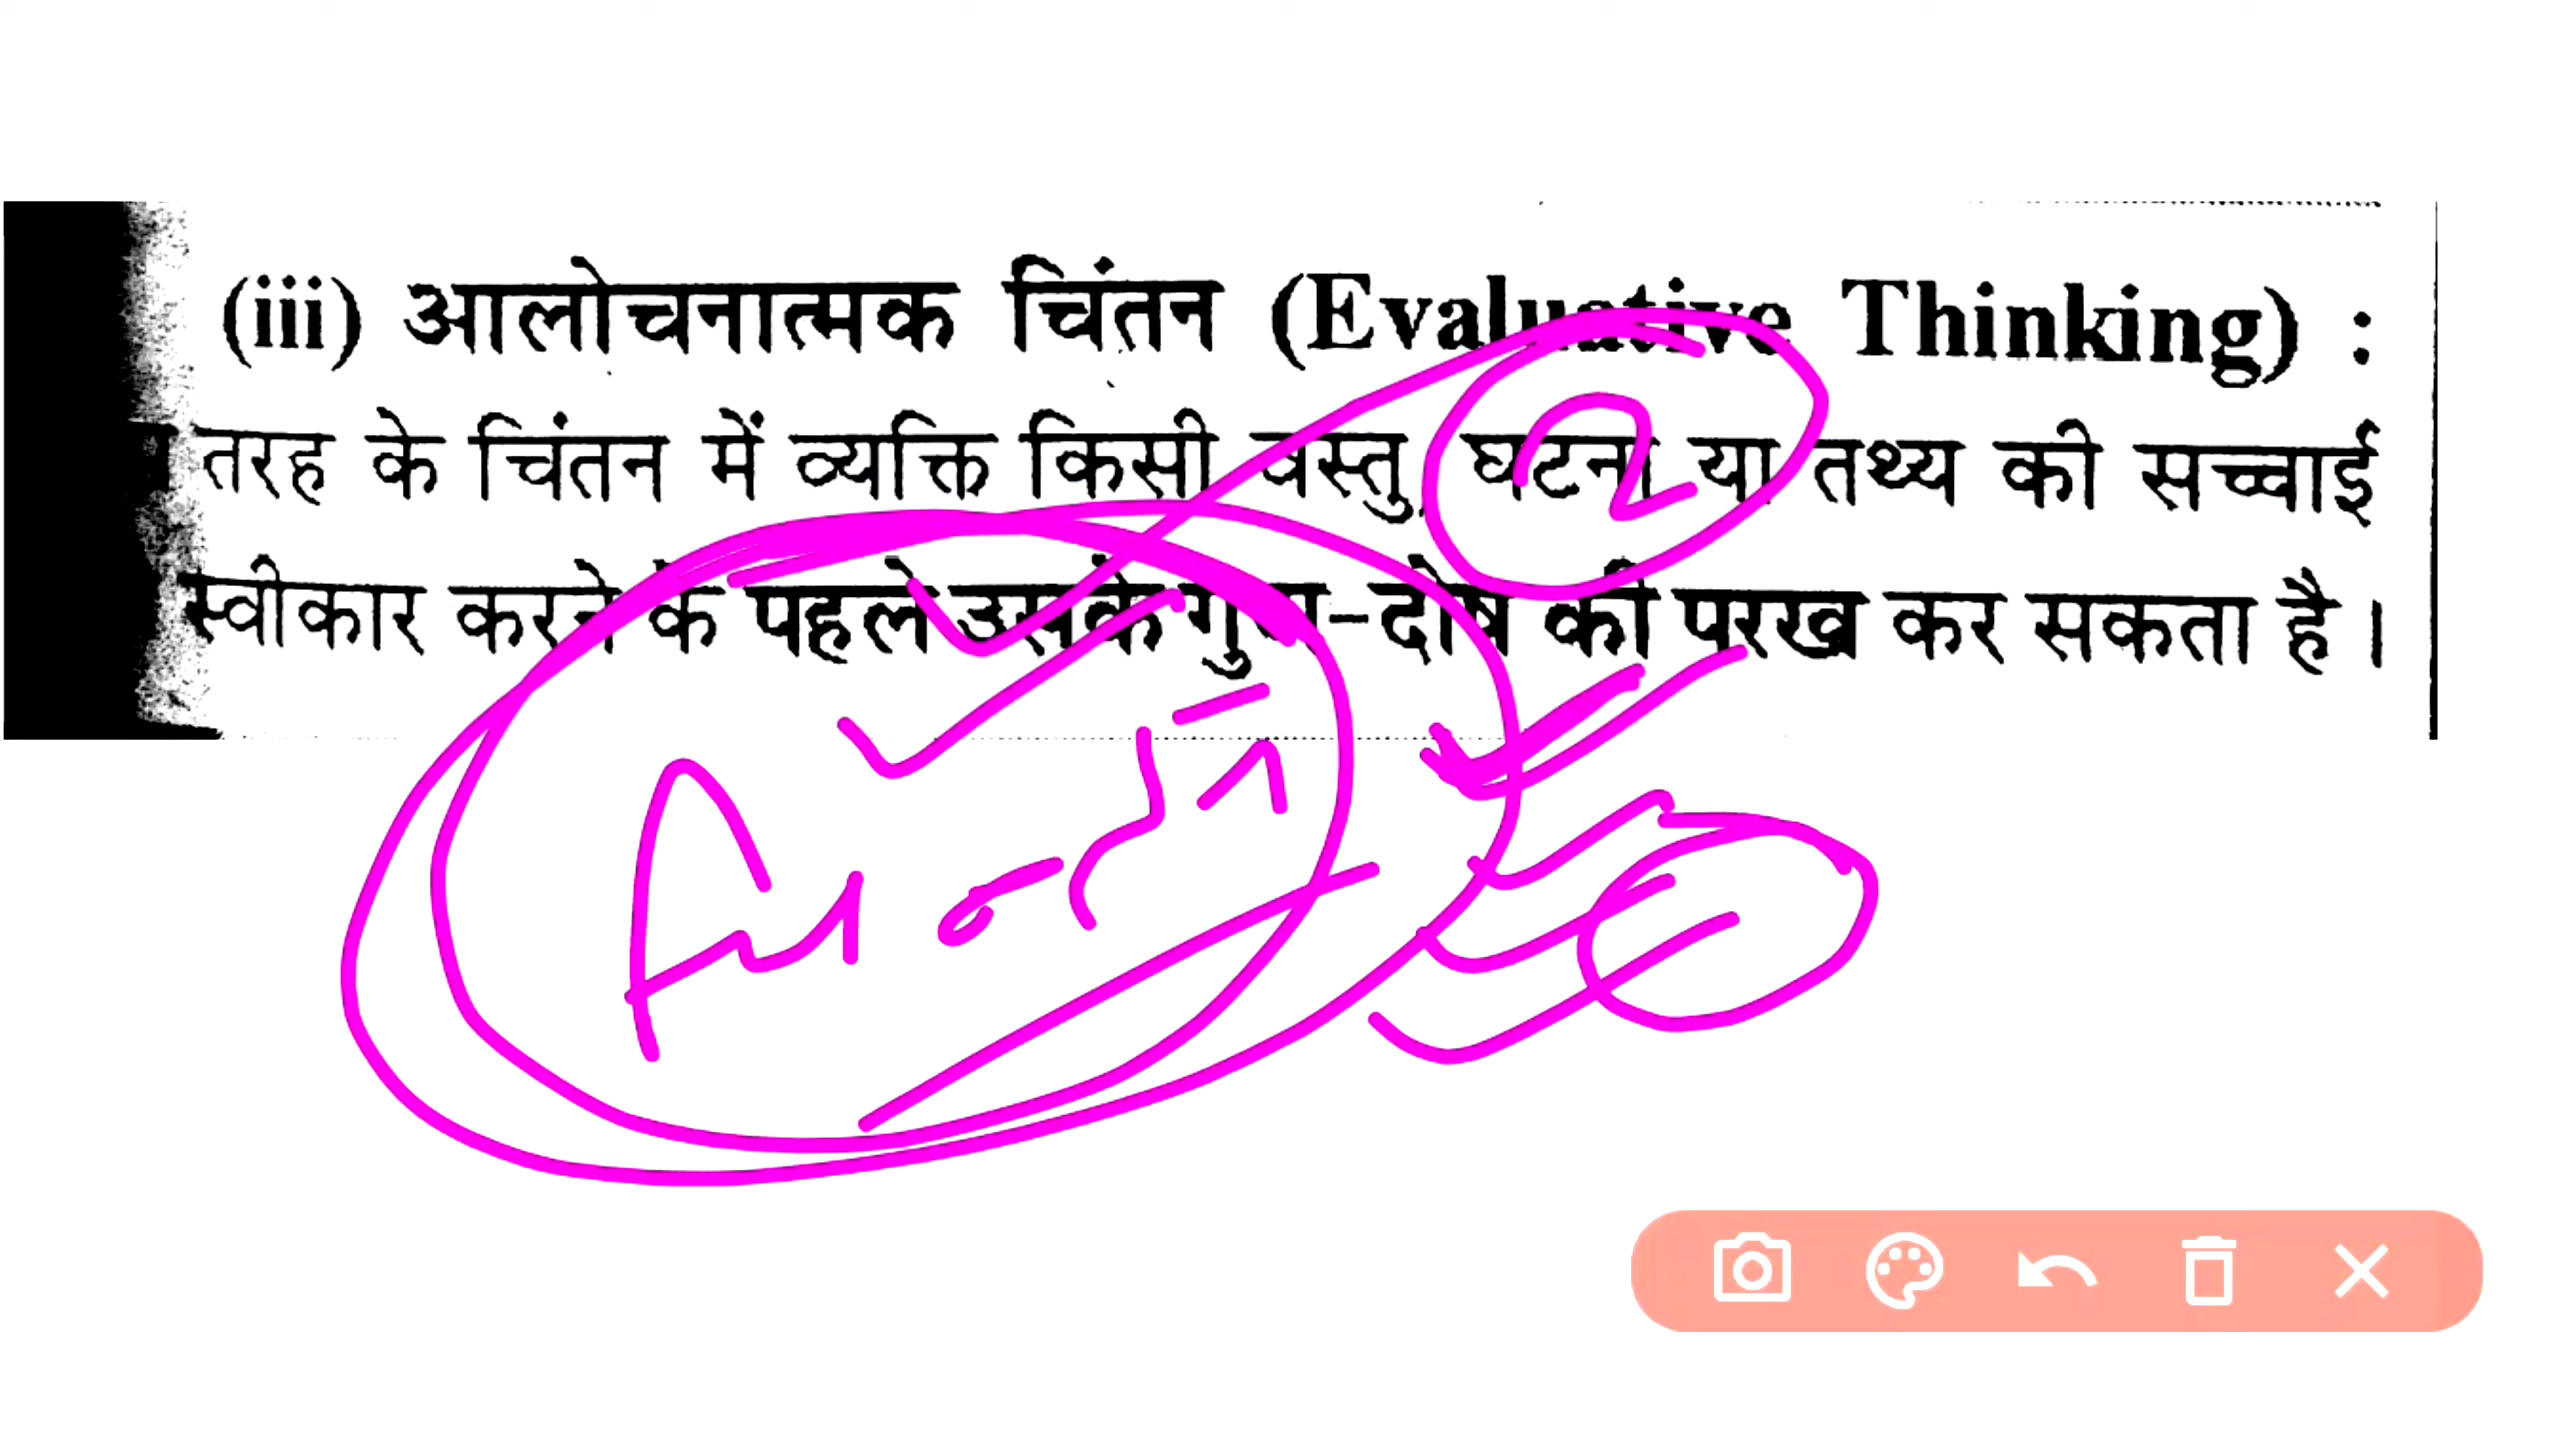 (iii) आलोचनात्मक चिंतन (Evaluative Thinking) :
तरह के चिंतन में व्यक्ति किसी वस्तु, घटना या तथ्य की सच्चाई
स्वीकार करने के पहले उसके गुण-दोष की परख कर सकता है।
2